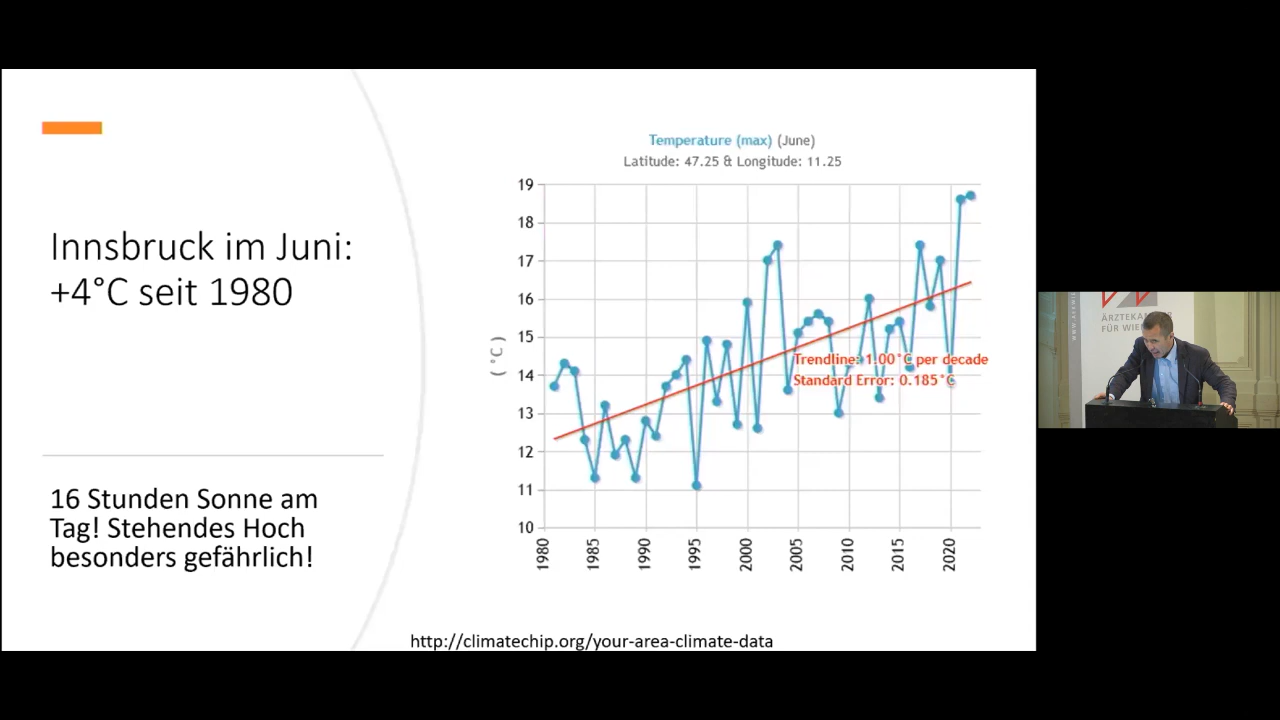 Innsbruck im Juni:
+4°C seit 1980
16 Stunden Sonne am
Tag! Stehendes Hoch
besonders gefährlich!
Temperature (max) (June)
Latitude: 47.25 & Longitude: 11.25
(°C)
19
18
17
16
15
14
13
12
11
10
Trendline: 1.00°C per decade
Standard Error: 0.185°C
1980
1985
1990
1995
2000
2005
2010
2015
2020
http://climatechip.org/your-area-climate-data
FÜR WIE